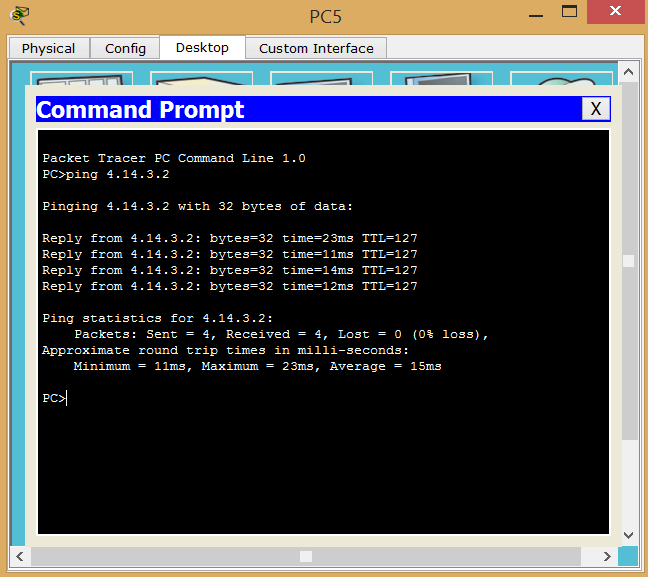 PC5
Physical Config Desktop Custom Interface
Command Prompt X
Packet Tracer PC Command Line 1.0
PC>ping 4.14.3.2
Pinging 4.14.3.2 with 32 bytes of data:
Reply from 4.14.3.2: bytes=32 time=23ms TTL=127
Reply from 4.14.3.2: bytes=32 time=11ms TTL=127
Reply from 4.14.3.2: bytes=32 time=14ms TTL=127
Reply from 4.14.3.2: bytes=32 time=12ms TTL=127
Ping statistics for 4.14.3.2:
    Packets: Sent = 4, Received = 4, Lost = 0 (0% loss),
Approximate round trip times in milli-seconds:
    Minimum = 11ms, Maximum = 23ms, Average = 15ms
PC>